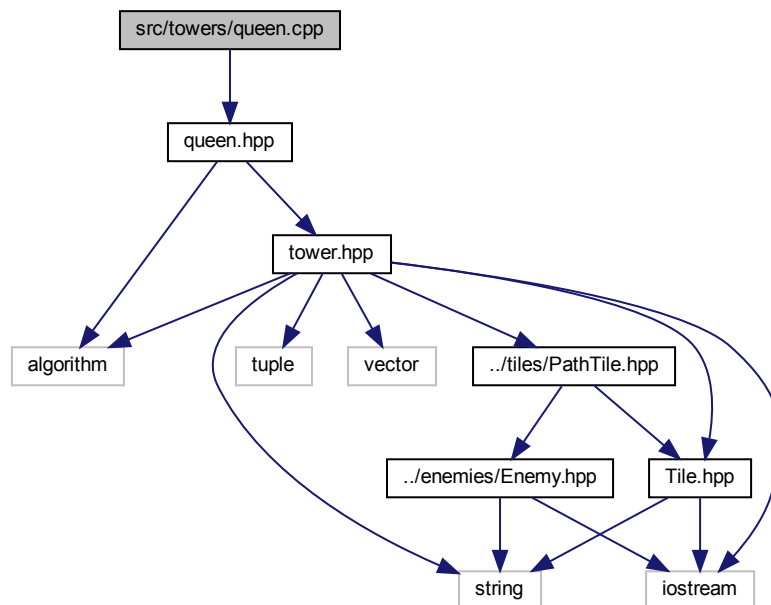 src/towers/queen.cpp
queen.hpp
tower.hpp
algorithm
tuple
vector
../tiles/PathTile.hpp
../enemies/Enemy.hpp
Tile.hpp
string
iostream